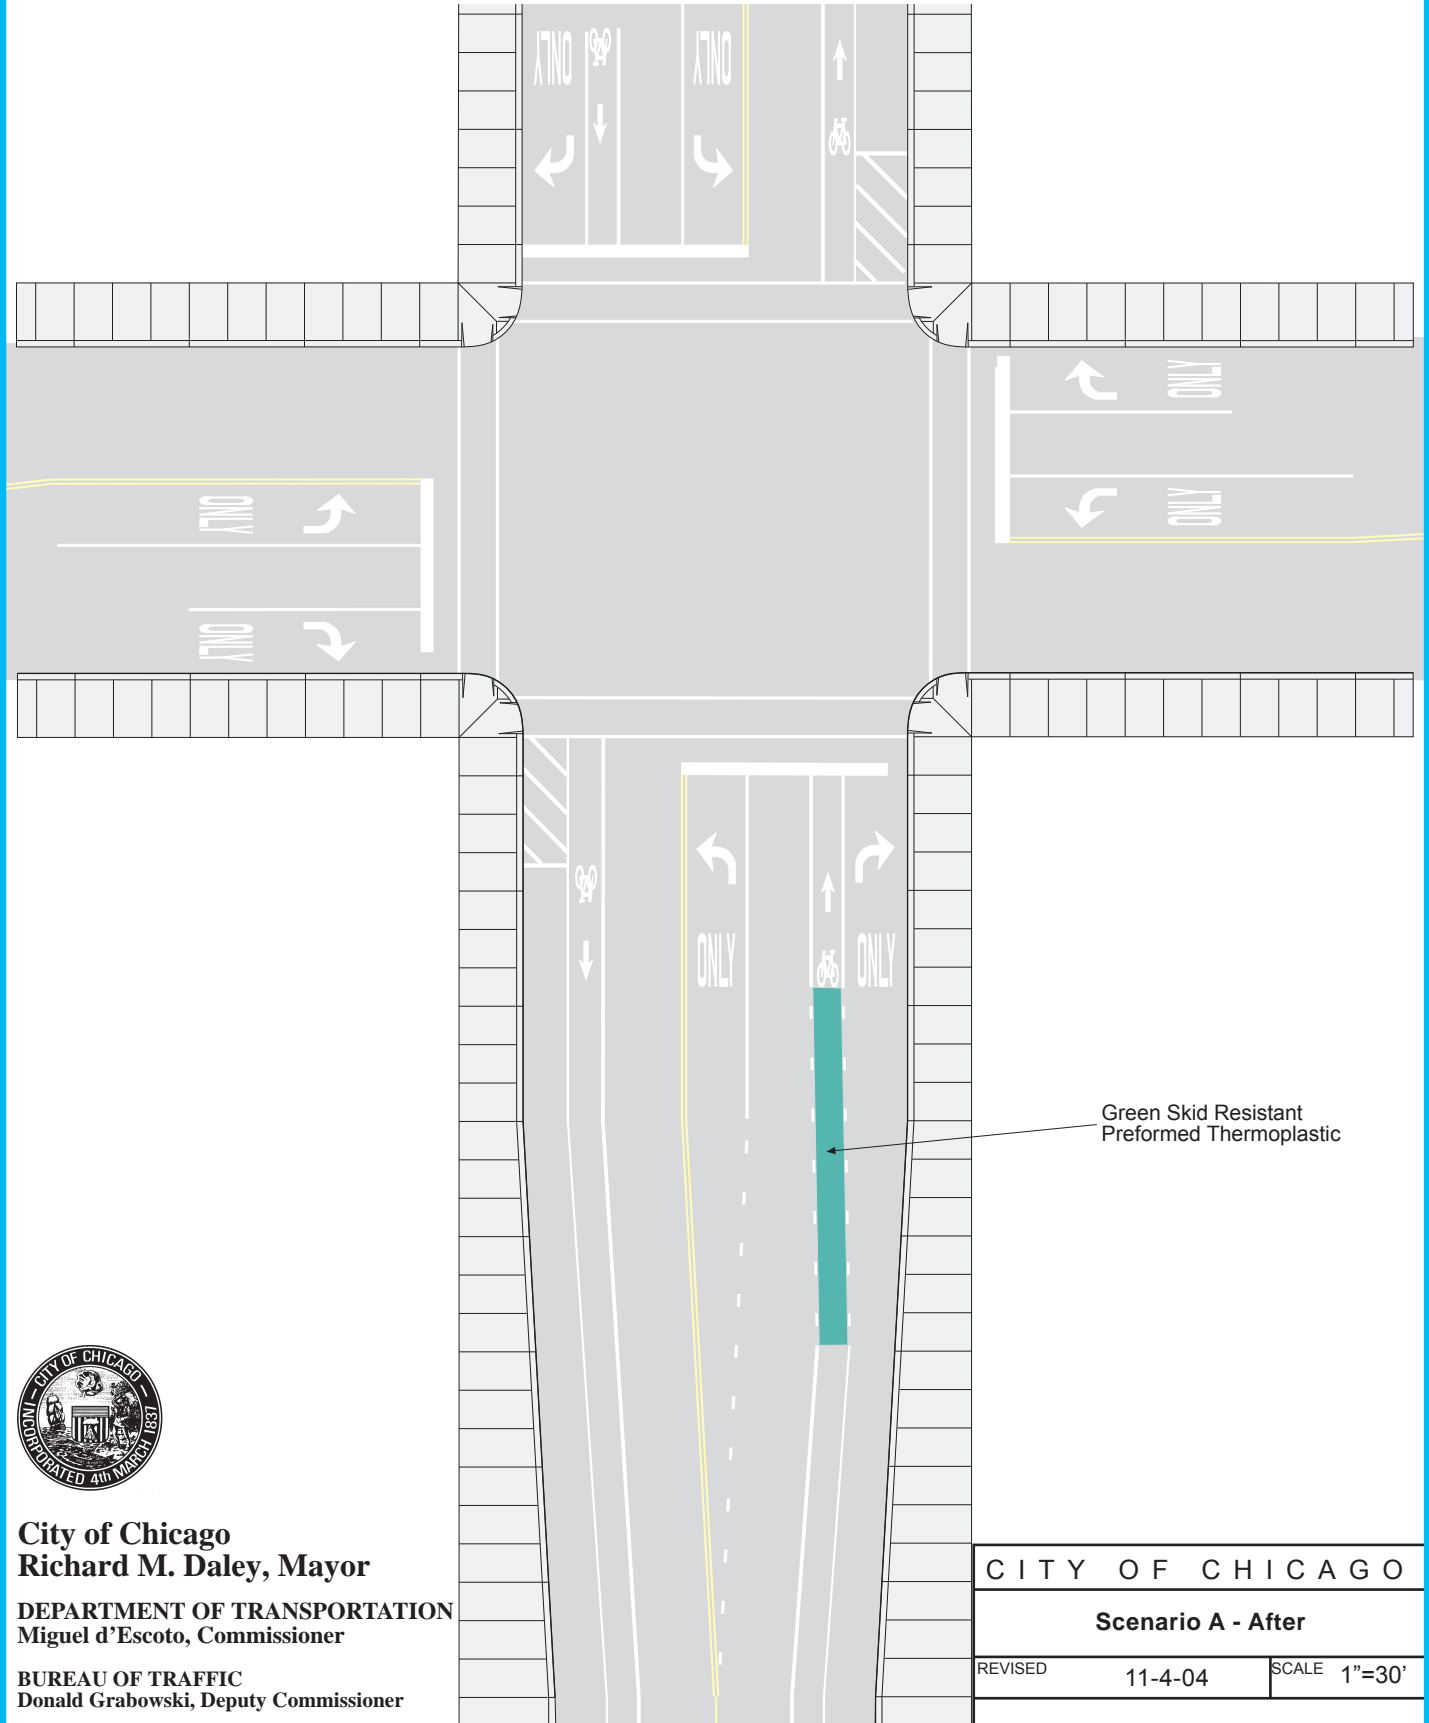 ONLY
ONLY
ONLY
ONLY
ONLY
ONLY
ONLY
ONLY
Green Skid Resistant
Preformed Thermoplastic
CITY OF CHICAGO
INCORPORATED 4th MARCH 1837
City of Chicago
Richard M. Daley, Mayor
DEPARTMENT OF TRANSPORTATION
Miguel d’Escoto, Commissioner
BUREAU OF TRAFFIC
Donald Grabowski, Deputy Commissioner
CITY OF CHICAGO
Scenario A - After
REVISED 11-4-04 SCALE 1”=30’